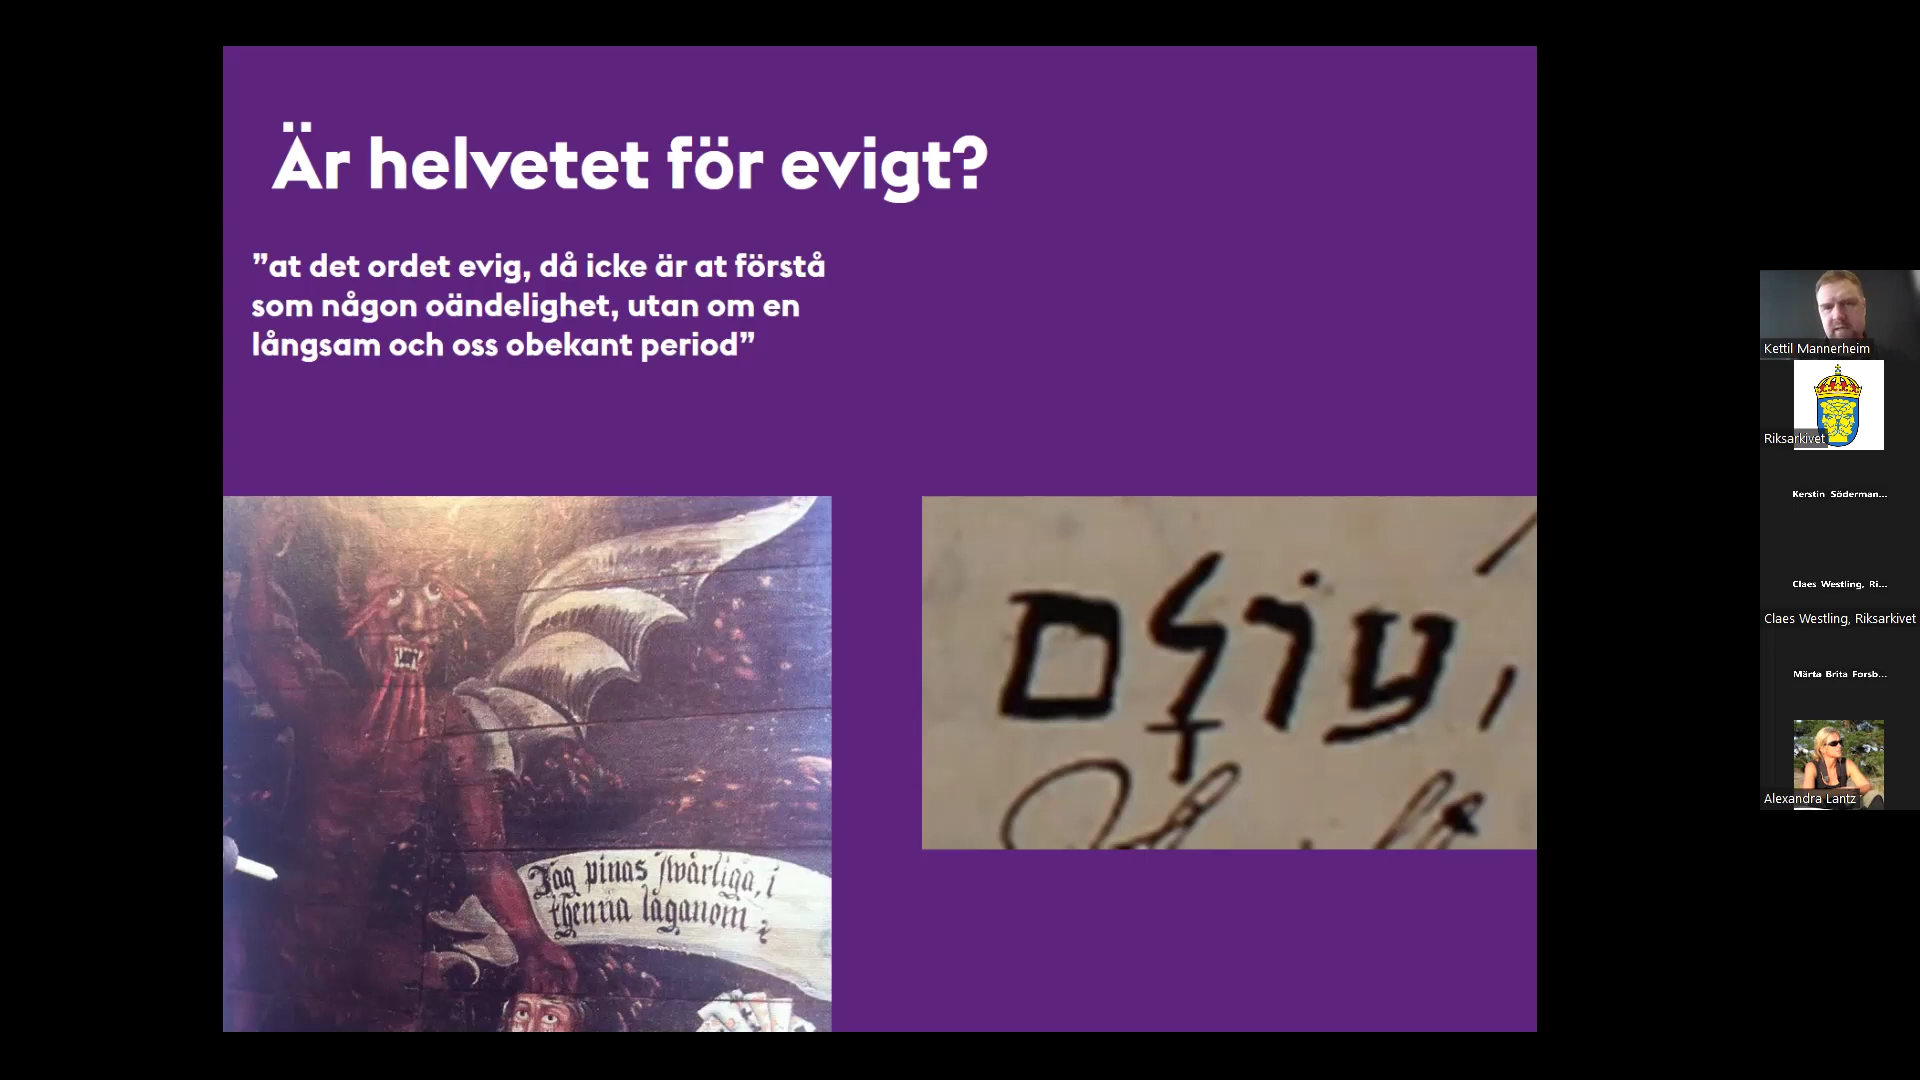 Är helvetet för evigt?
”at det ordet evig, då icke är at förstå
som någon oändelighet, utan om en
långsam och oss obekant period”
עוֹלָם
Jag pinas swårliga, i
thenna låganom
Kettil Mannerheim
Riksarkivet
Kerstin Söderman...
Claes Westling, Ri...
Claes Westling, Riksarkivet
Märta Brita Forsb...
Alexandra Lantz